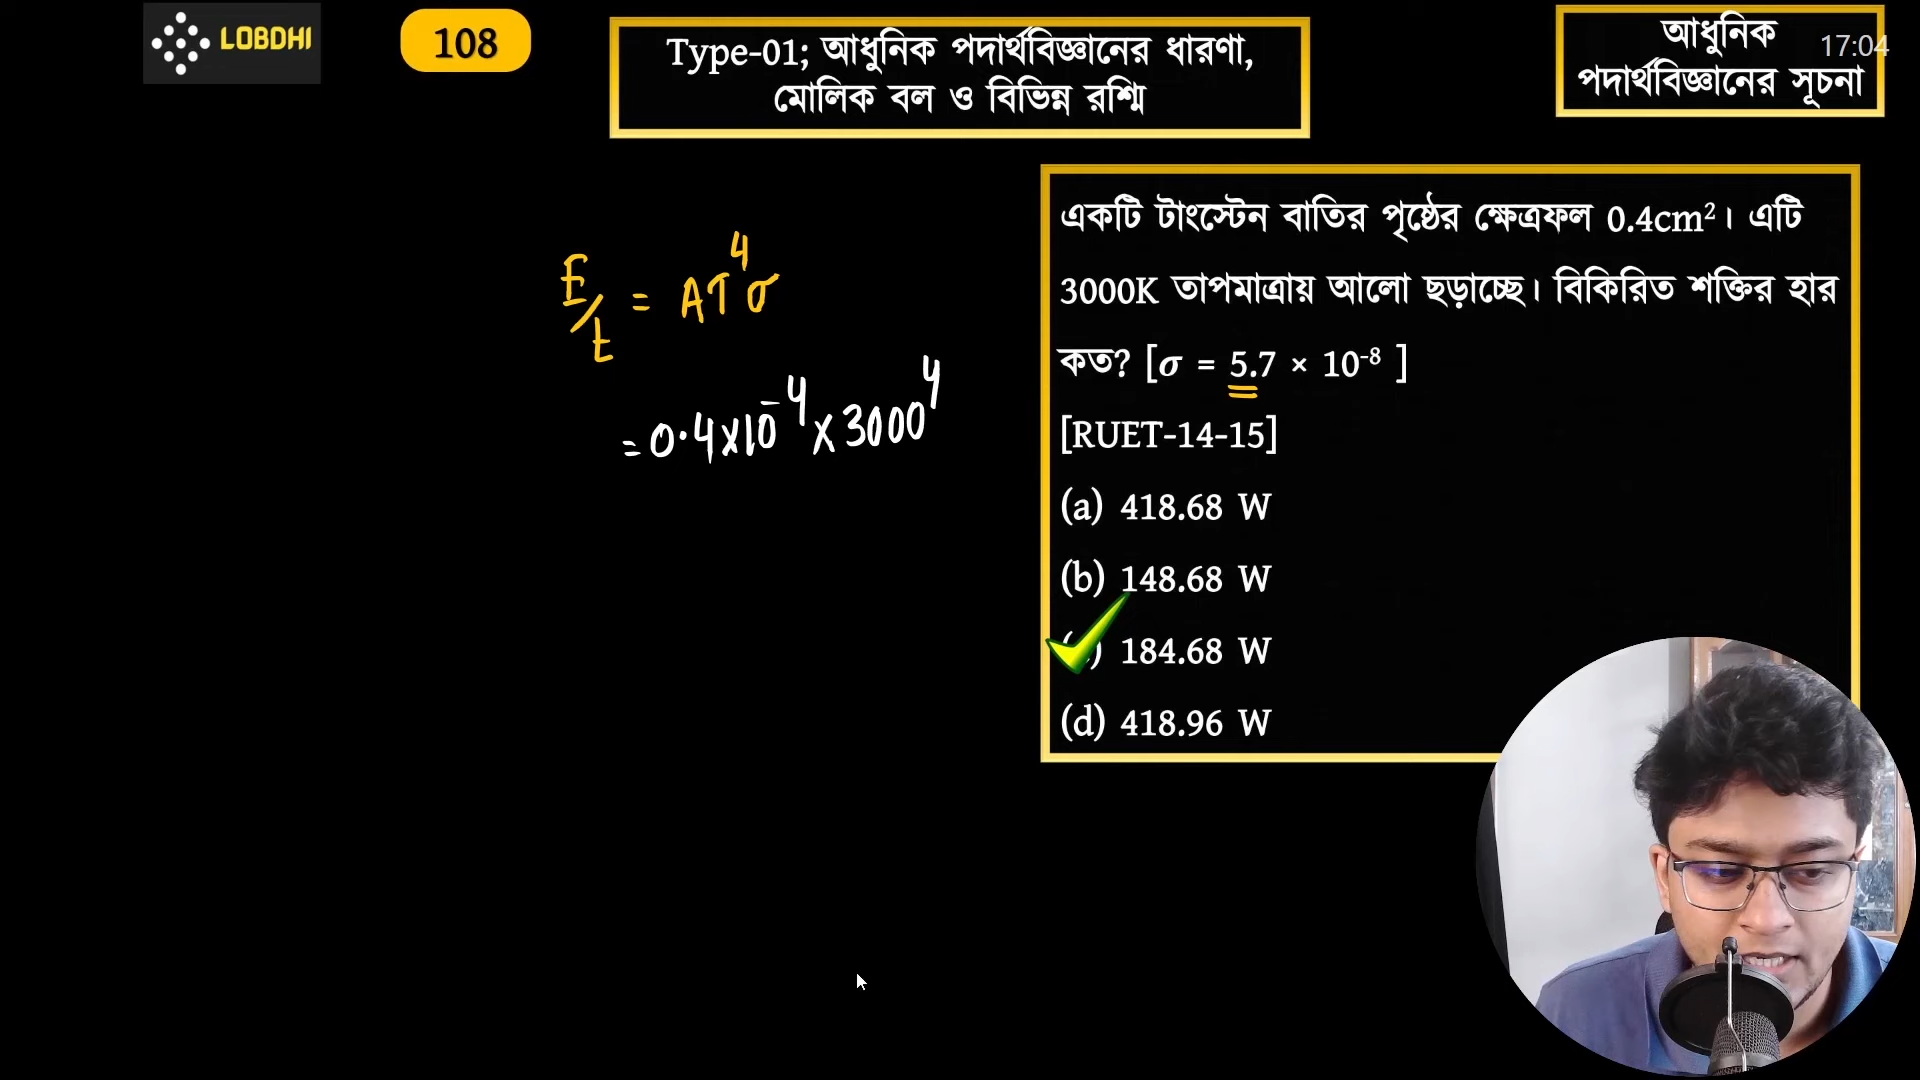 LOBDHI
108
Type-01; আধুনিক পদার্থবিজ্ঞানের ধারণা,
মৌলিক বল ও বিভিন্ন রশ্মি
আধুনিক
পদার্থবিজ্ঞানের সূচনা
17:04
একটি টাংস্টেন বাতির পৃষ্ঠের ক্ষেত্রফল 0.4cm²। এটি
3000K তাপমাত্রায় আলো ছড়াচ্ছে। বিকিরিত শক্তির হার
কত? [σ = 5.7 × 10⁻⁸ ]
[RUET-14-15]
(a) 418.68 W
(b) 148.68 W
184.68 W
(d) 418.96 W
E/t = AT⁴σ
= 0.4×10⁻⁴ × 3000⁴